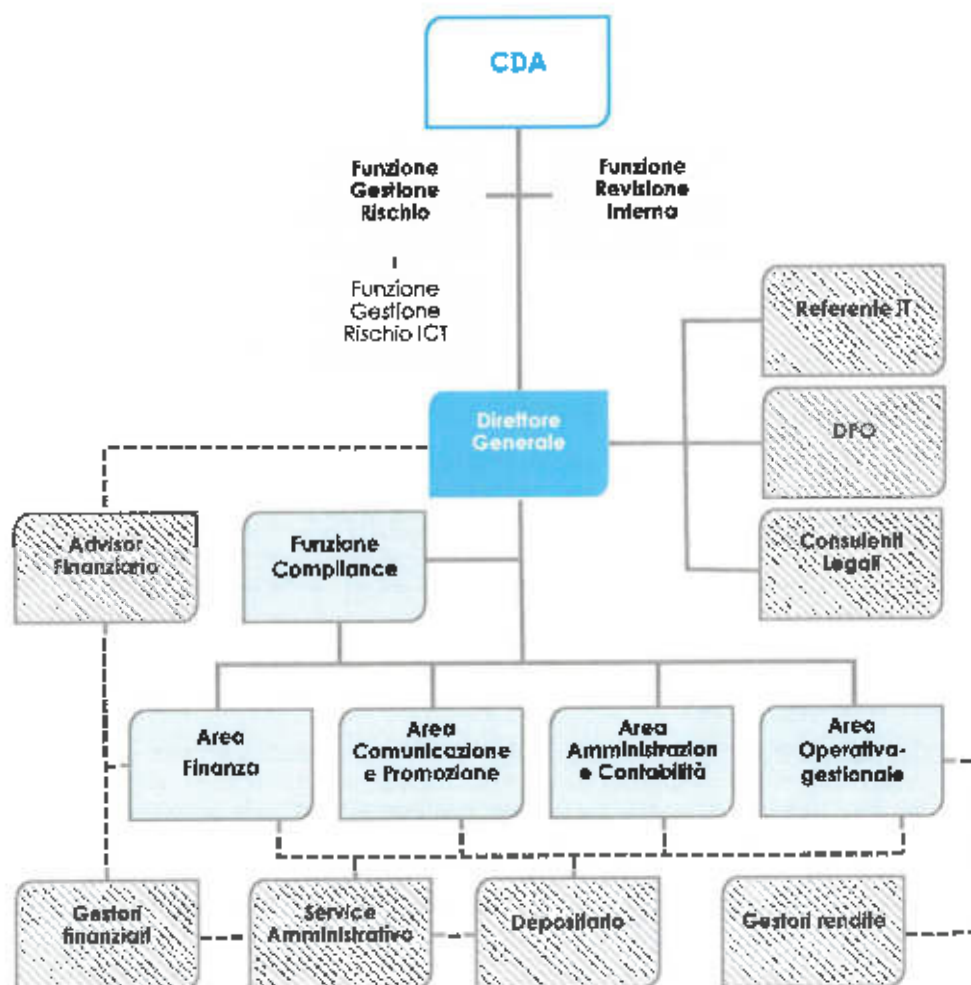 CDA
Funzione
Gestione
Rischio
Funzione
Revisione
Interna
Funzione
Gestione
Rischio ICT
Referente IT
Direttore
Generale
DPO
Advisor
Finanziario
Funzione
Compliance
Consulenti
Legali
Area
Finanza
Area
Comunicazione
e Promozione
Area
Amministrazion
e Contabilità
Area
Operativa-
gestionale
Gestori
finanziari
Service
Amministrativo
Depositario
Gestori rendite